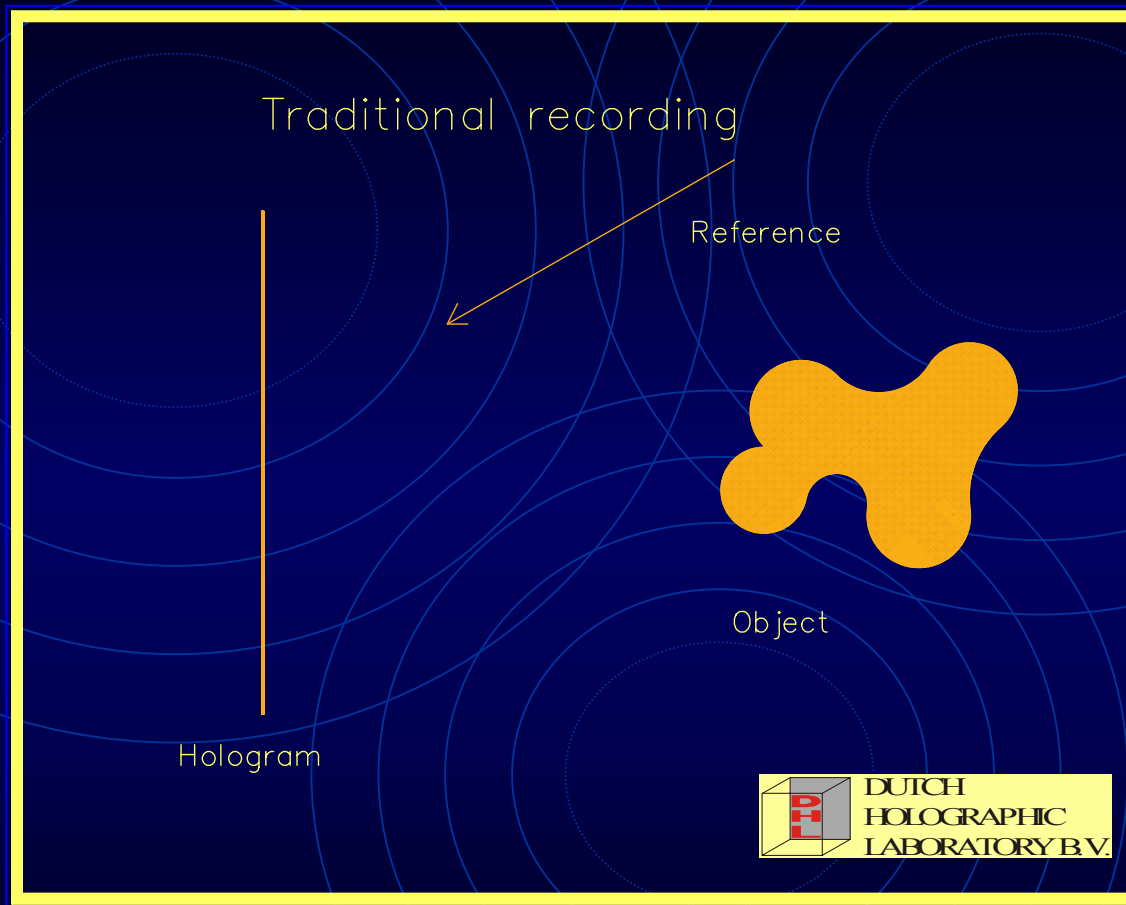 Traditional recording
Reference
Object
Hologram
DHL
DUTCH
HOLOGRAPHIC
LABORATORY B.V.